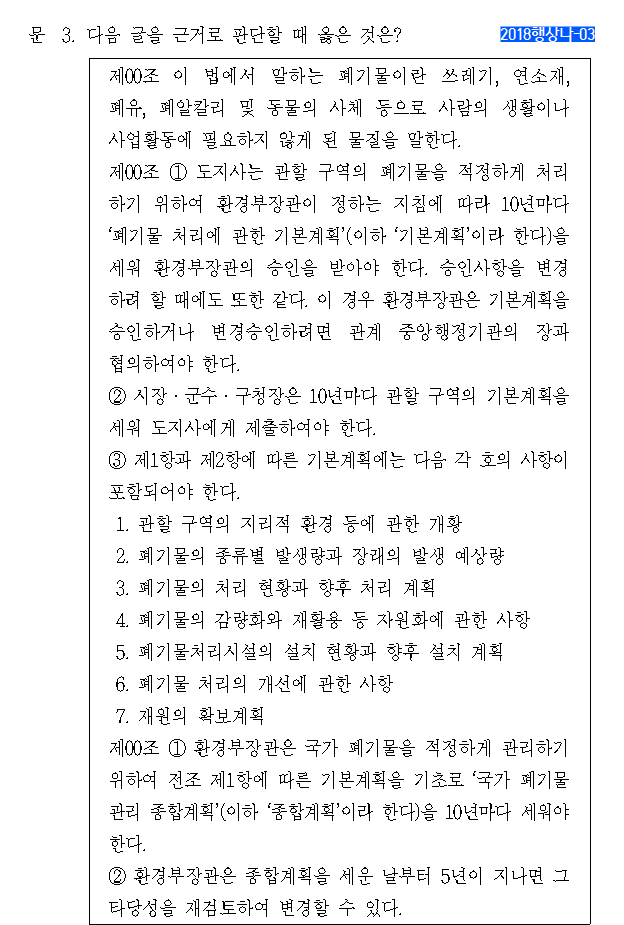 문 3. 다음 글을 근거로 판단할 때 옳은 것은?
2018행상나-03
제00조 이 법에서 말하는 폐기물이란 쓰레기, 연소재,
폐유, 폐알칼리 및 동물의 사체 등으로 사람의 생활이나
사업활동에 필요하지 않게 된 물질을 말한다.
제00조 ① 도지사는 관할 구역의 폐기물을 적정하게 처리
하기 위하여 환경부장관이 정하는 지침에 따라 10년마다
‘폐기물 처리에 관한 기본계획’(이하 ‘기본계획’이라 한다)을
세워 환경부장관의 승인을 받아야 한다. 승인사항을 변경
하려 할 때에도 또한 같다. 이 경우 환경부장관은 기본계획을
승인하거나 변경승인하려면 관계 중앙행정기관의 장과
협의하여야 한다.
② 시장·군수·구청장은 10년마다 관할 구역의 기본계획을
세워 도지사에게 제출하여야 한다.
③ 제1항과 제2항에 따른 기본계획에는 다음 각 호의 사항이
포함되어야 한다.
1. 관할 구역의 지리적 환경 등에 관한 개황
2. 폐기물의 종류별 발생량과 장래의 발생 예상량
3. 폐기물의 처리 현황과 향후 처리 계획
4. 폐기물의 감량화와 재활용 등 자원화에 관한 사항
5. 폐기물처리시설의 설치 현황과 향후 설치 계획
6. 폐기물 처리의 개선에 관한 사항
7. 재원의 확보계획
제00조 ① 환경부장관은 국가 폐기물을 적정하게 관리하기
위하여 전조 제1항에 따른 기본계획을 기초로 ‘국가 폐기물
관리 종합계획’(이하 ‘종합계획’이라 한다)을 10년마다 세워야
한다.
② 환경부장관은 종합계획을 세운 날부터 5년이 지나면 그
타당성을 재검토하여 변경할 수 있다.